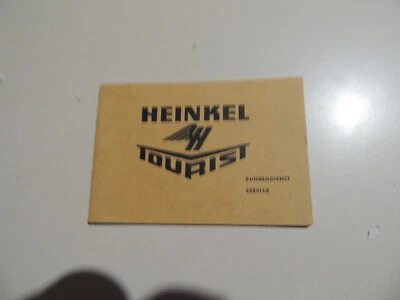 HEINKEL
H
TOURIST
KUNDENDIENST
SERVICE